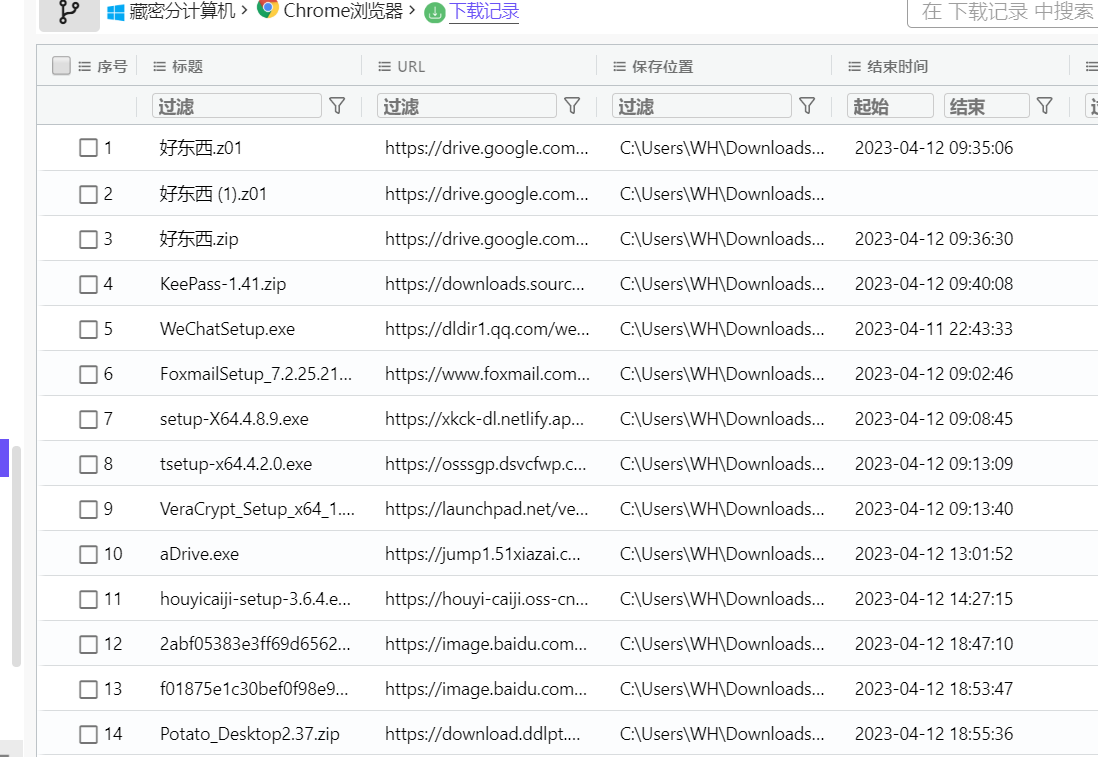 藏密分计算机 › Chrome浏览器 › 下载记录 在 下载记录 中搜索
序号 标题 URL 保存位置 结束时间
过滤 过滤 过滤 起始 结束
1 好东西.z01 https://drive.google.com... C:\Users\WH\Downloads... 2023-04-12 09:35:06
2 好东西 (1).z01 https://drive.google.com... C:\Users\WH\Downloads...
3 好东西.zip https://drive.google.com... C:\Users\WH\Downloads... 2023-04-12 09:36:30
4 KeePass-1.41.zip https://downloads.sourc... C:\Users\WH\Downloads... 2023-04-12 09:40:08
5 WeChatSetup.exe https://dldir1.qq.com/we... C:\Users\WH\Downloads... 2023-04-11 22:43:33
6 FoxmailSetup_7.2.25.21... https://www.foxmail.com... C:\Users\WH\Downloads... 2023-04-12 09:02:46
7 setup-X64.4.8.9.exe https://xkck-dl.netlify.ap... C:\Users\WH\Downloads... 2023-04-12 09:08:45
8 tsetup-x64.4.2.0.exe https://osssgp.dsvcfwp.c... C:\Users\WH\Downloads... 2023-04-12 09:13:09
9 VeraCrypt_Setup_x64_1.... https://launchpad.net/ve... C:\Users\WH\Downloads... 2023-04-12 09:13:40
10 aDrive.exe https://jump1.51xiazai.c... C:\Users\WH\Downloads... 2023-04-12 13:01:52
11 houyicaiji-setup-3.6.4.e... https://houyi-caiji.oss-cn... C:\Users\WH\Downloads... 2023-04-12 14:27:15
12 2abf05383e3ff69d6562... https://image.baidu.com... C:\Users\WH\Downloads... 2023-04-12 18:47:10
13 f01875e1c30bef0f98e9... https://image.baidu.com... C:\Users\WH\Downloads... 2023-04-12 18:53:47
14 Potato_Desktop2.37.zip https://download.ddlpt.... C:\Users\WH\Downloads... 2023-04-12 18:55:36